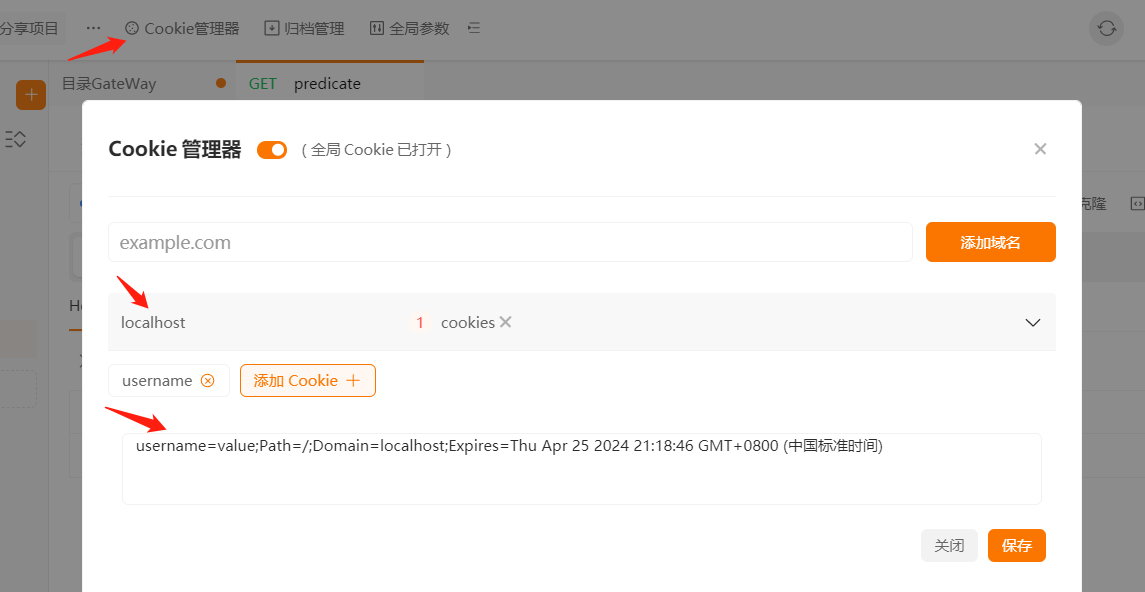 分享项目 ··· Cookie管理器 归档管理 全局参数
目录GateWay GET predicate
Cookie 管理器 ( 全局 Cookie 已打开 )
克隆
example.com 添加域名
localhost 1 cookies
username 添加 Cookie
username=value;Path=/;Domain=localhost;Expires=Thu Apr 25 2024 21:18:46 GMT+0800 (中国标准时间)
关闭 保存